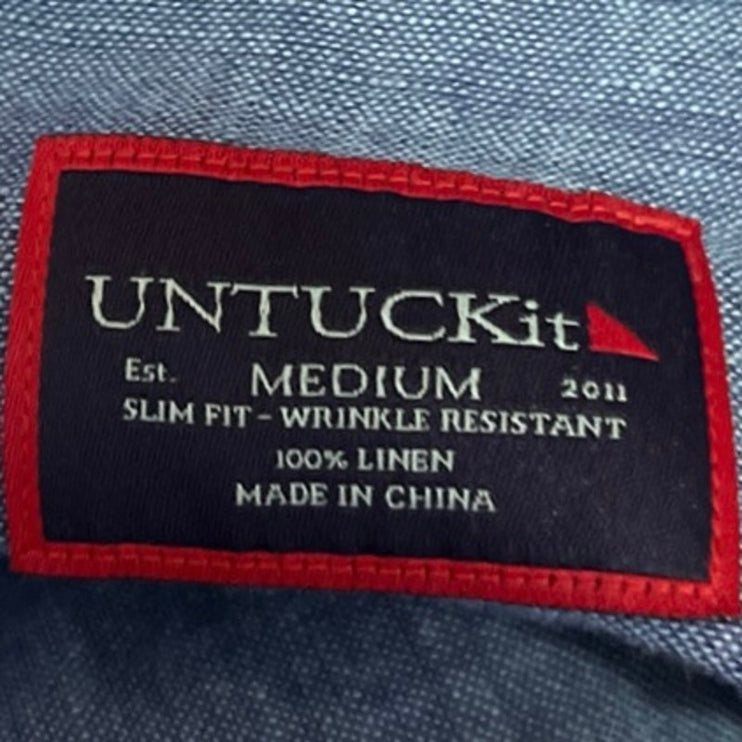 UNTUCKit
Est. MEDIUM 2011
SLIM FIT - WRINKLE RESISTANT
100% LINEN
MADE IN CHINA